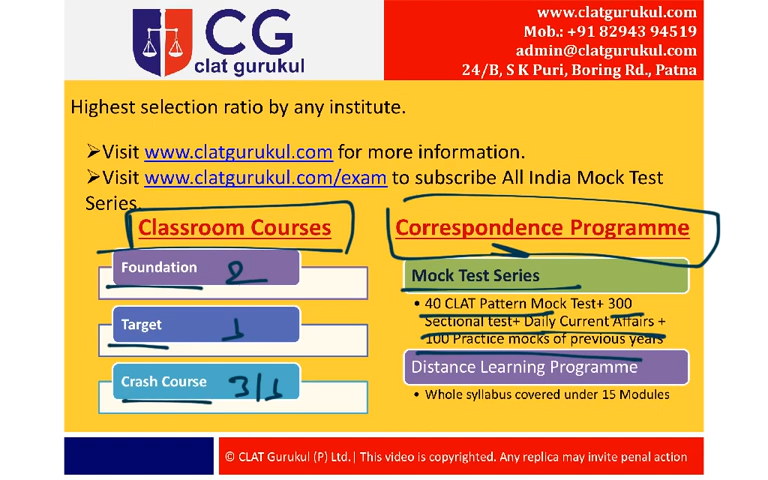 CG
clat gurukul
www.clatgurukul.com
Mob.: +91 82943 94519
admin@clatgurukul.com
24/B, S K Puri, Boring Rd., Patna
Highest selection ratio by any institute.
➢Visit www.clatgurukul.com for more information.
➢Visit www.clatgurukul.com/exam to subscribe All India Mock Test
Series.
Classroom Courses
Foundation 2
Target 1
Crash Course 3/1
Correspondence Programme
Mock Test Series
• 40 CLAT Pattern Mock Test+ 300
Sectional test+ Daily Current Affairs +
100 Practice mocks of previous years
Distance Learning Programme
• Whole syllabus covered under 15 Modules
© CLAT Gurukul (P) Ltd.| This video is copyrighted. Any replica may invite penal action